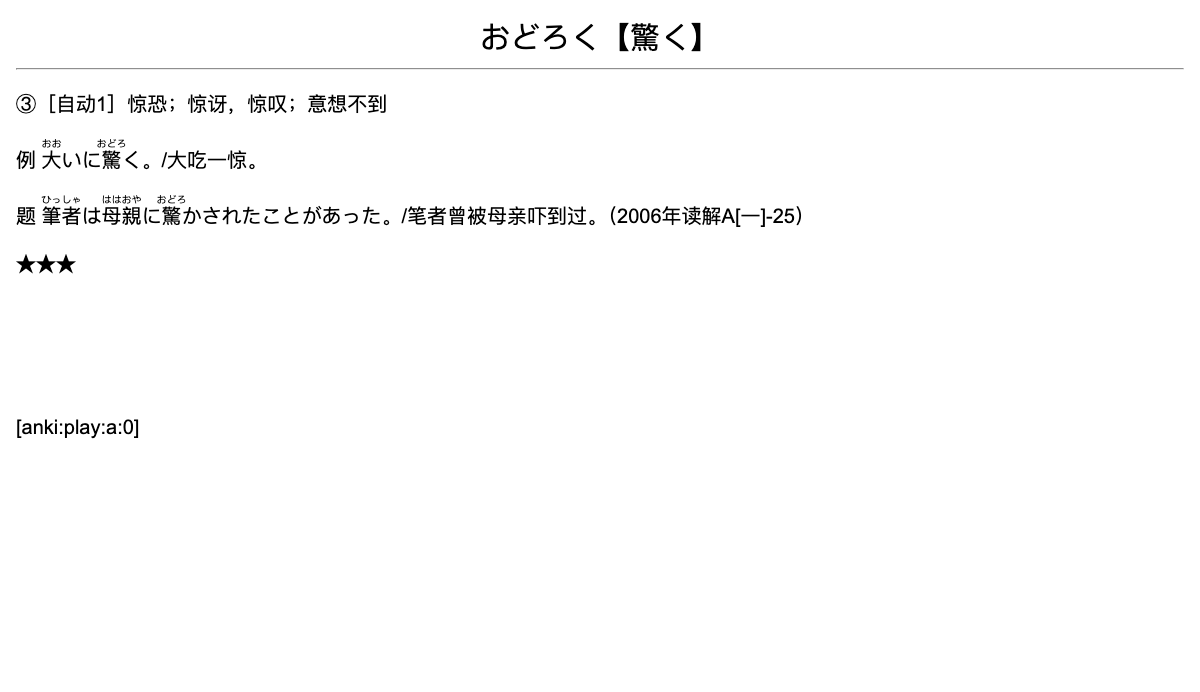 おどろく【驚く】
③［自动1］惊恐；惊讶，惊叹；意想不到
おお おどろ
例 大いに驚く。/大吃一惊。
ひっしゃ ははおや おどろ
题 筆者は母親に驚かされたことがあった。/笔者曾被母亲吓到过。（2006年读解A[一]-25）
★★★
[anki:play:a:0]